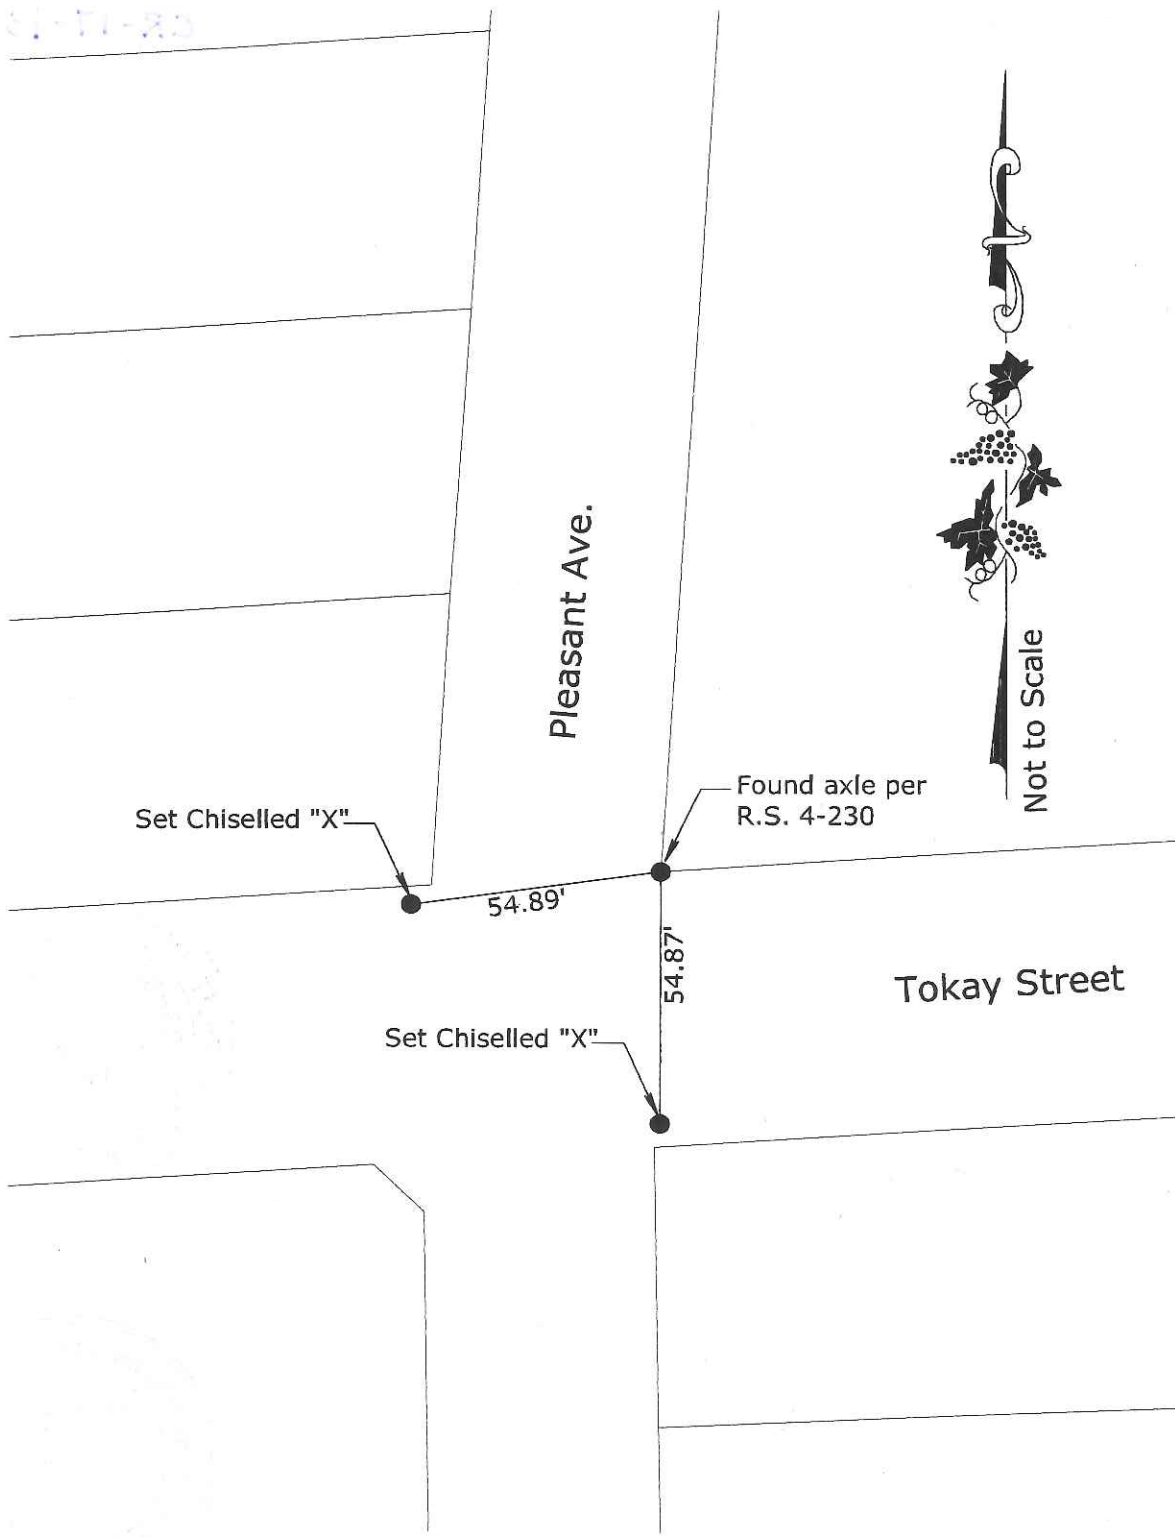 Pleasant Ave.
Not to Scale
Found axle per
R.S. 4-230
Set Chiselled "X"
54.89'
54.87'
Tokay Street
Set Chiselled "X"